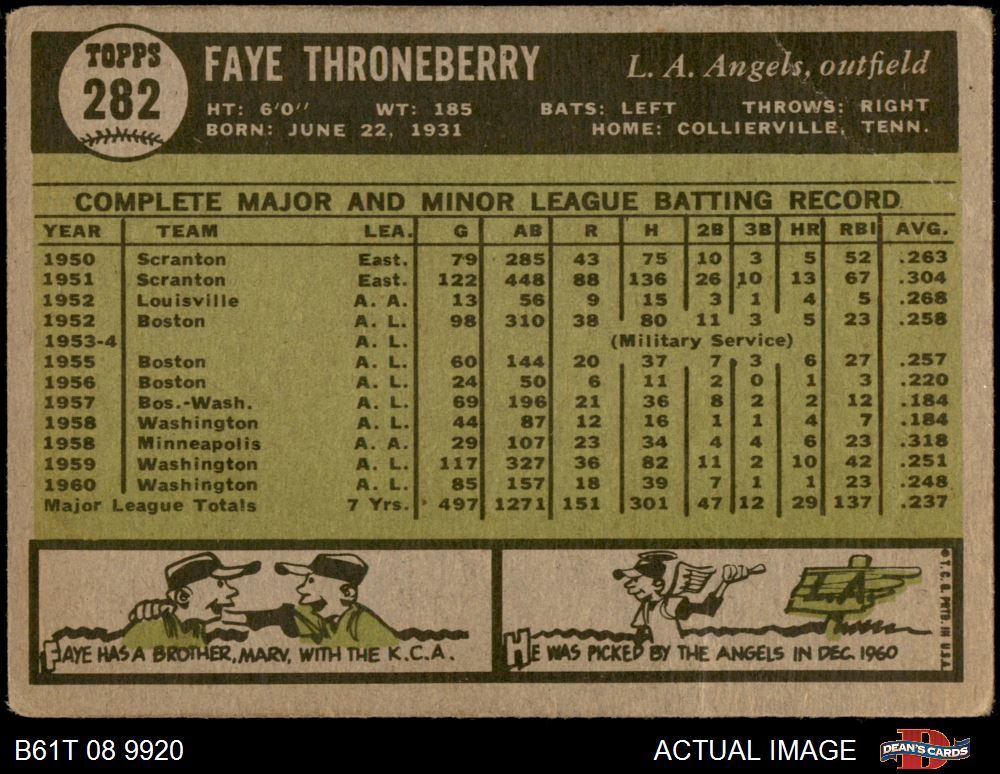 TOPPS
282
FAYE THRONEBERRY
L. A. Angels, outfield
HT: 6'0'' WT: 185 BATS: LEFT THROWS: RIGHT
BORN: JUNE 22, 1931 HOME: COLLIERVILLE, TENN.
COMPLETE MAJOR AND MINOR LEAGUE BATTING RECORD
YEAR TEAM LEA. G AB R H 2B 3B HR RBI AVG.
1950 Scranton East. 79 285 43 75 10 3 5 52 .263
1951 Scranton East. 122 448 88 136 26 10 13 67 .304
1952 Louisville A. A. 13 56 9 15 3 1 4 5 .268
1952 Boston A. L. 98 310 38 80 11 3 5 23 .258
1953-4 A. L. (Military Service)
1955 Boston A. L. 60 144 20 37 7 3 6 27 .257
1956 Boston A. L. 24 50 6 11 2 0 1 3 .220
1957 Bos.-Wash. A. L. 69 196 21 36 8 2 2 12 .184
1958 Washington A. L. 44 87 12 16 1 1 4 7 .184
1958 Minneapolis A. A. 29 107 23 34 4 4 6 23 .318
1959 Washington A. L. 117 327 36 82 11 2 10 42 .251
1960 Washington A. L. 85 157 18 39 7 1 1 23 .248
Major League Totals 7 Yrs. 497 1271 151 301 47 12 29 137 .237
FAYE HAS A BROTHER, MARV, WITH THE K.C.A.
L.A.
HE WAS PICKED BY THE ANGELS IN DEC. 1960
© T.C.G. PRTD. IN U.S.A.
B61T 08 9920
ACTUAL IMAGE
DEAN'S CARDS